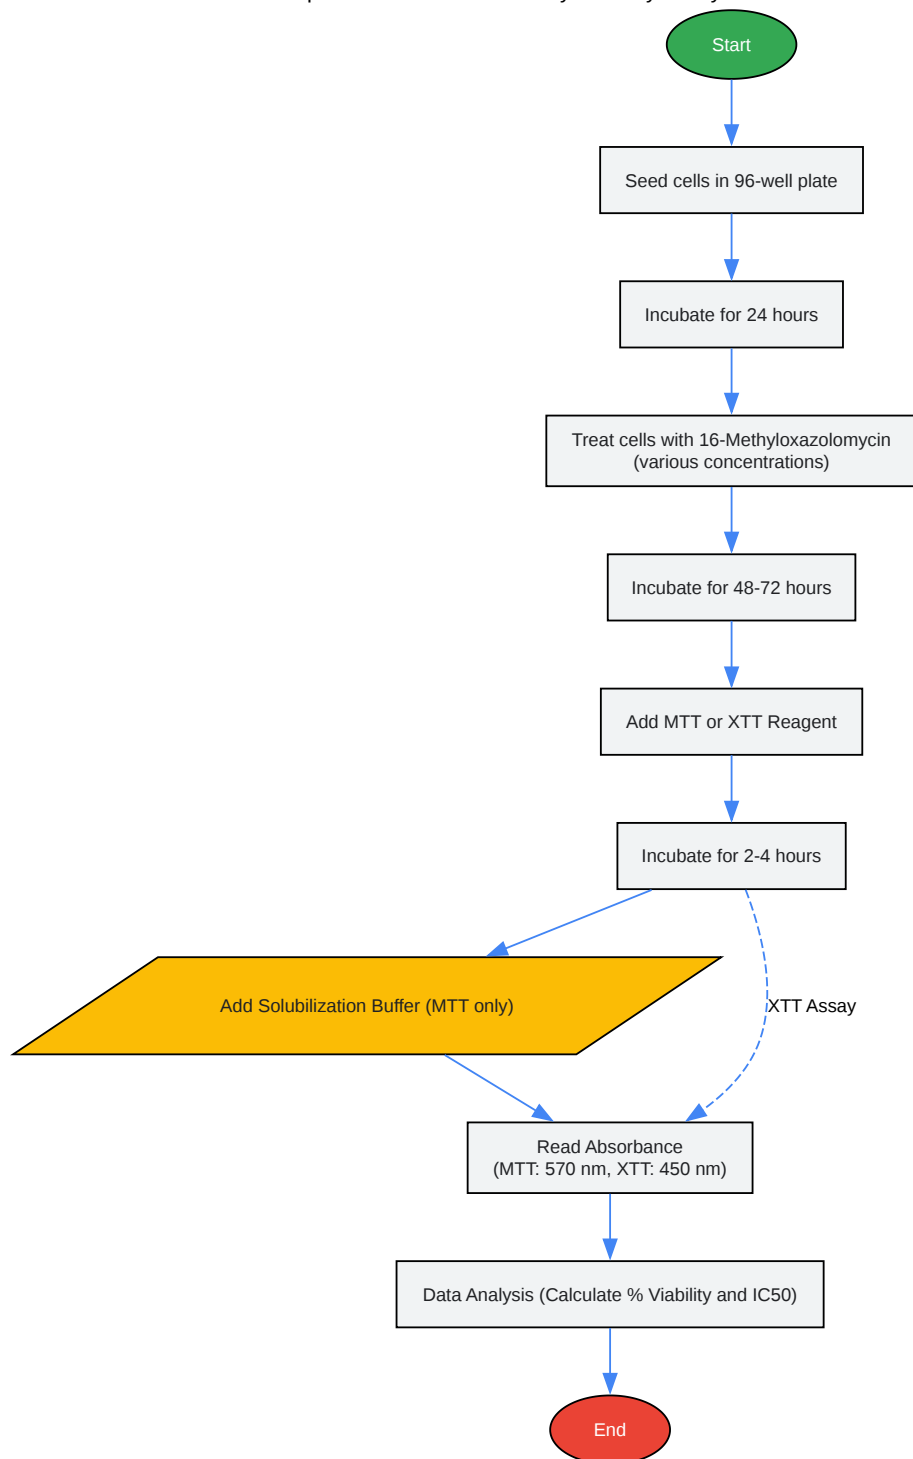 Start
Seed cells in 96-well plate
Incubate for 24 hours
Treat cells with 16-Methyloxazolomycin
(various concentrations)
Incubate for 48-72 hours
Add MTT or XTT Reagent
Incubate for 2-4 hours
Add Solubilization Buffer (MTT only)
XTT Assay
Read Absorbance
(MTT: 570 nm, XTT: 450 nm)
Data Analysis (Calculate % Viability and IC50)
End